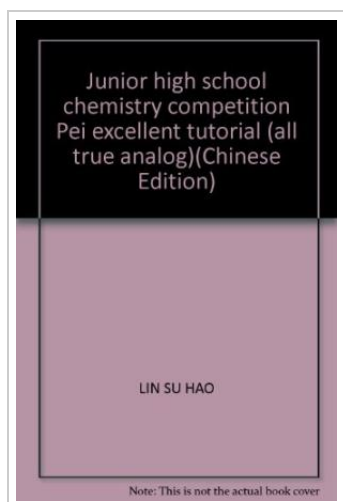 Junior high school
chemistry competition
Pei excellent tutorial (all
true analog)(Chinese
Edition)
LIN SU HAO
Note: This is not the actual book cover